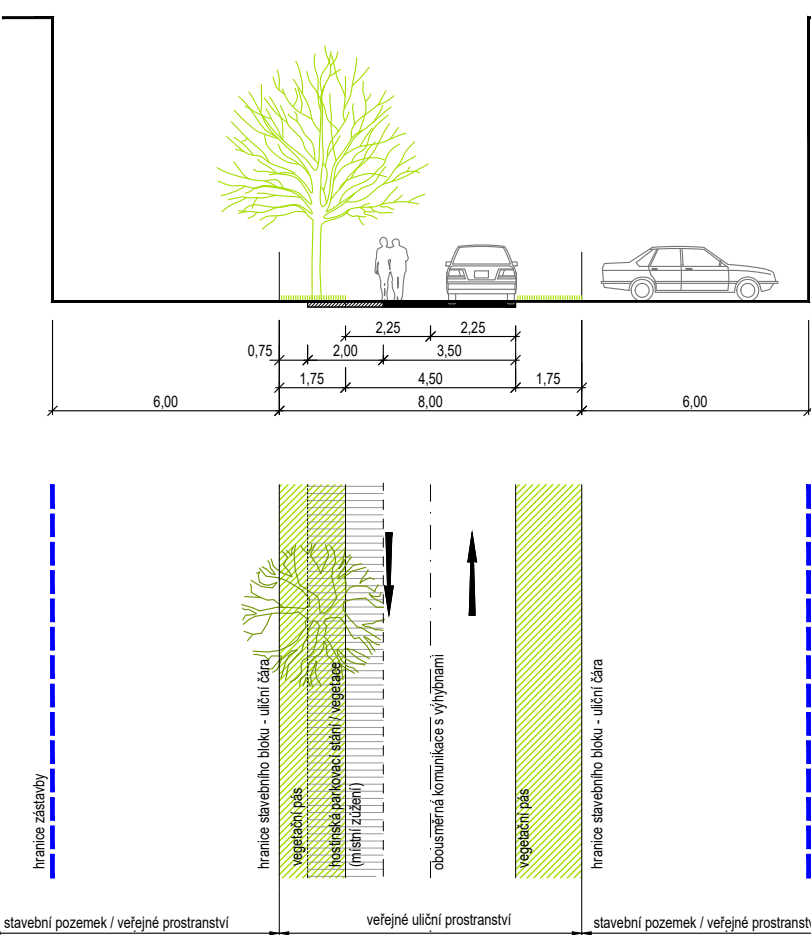 2,25 2,25
0,75 2,00 3,50
1,75 4,50 1,75
6,00 8,00 6,00
hranice zástavby
hranice stavebního bloku - uliční čára
vegetační pás
hostinská parkovací stání / vegetace
(místní zúžení)
obousměrná komunikace s výhybnami
vegetační pás
hranice stavebního bloku - uliční čára
stavební pozemek / veřejné prostranství
veřejné uliční prostranství
stavební pozemek / veřejné prostranstv